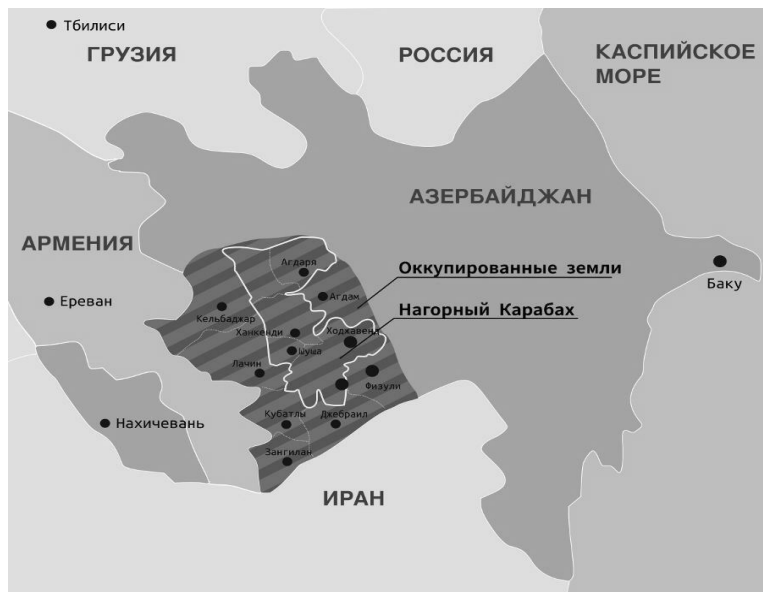 Тбилиси
ГРУЗИЯ
РОССИЯ
КАСПИЙСКОЕ
МОРЕ
АЗЕРБАЙДЖАН
АРМЕНИЯ
Агдаря
Оккупированные земли
Баку
Ереван
Агдам
Нагорный Карабах
Кельбаджар
Ханкенди
Ходжавенд
Шуша
Лачин
Физули
Нахичевань
Кубатлы
Джебраил
Зангилан
ИРАН